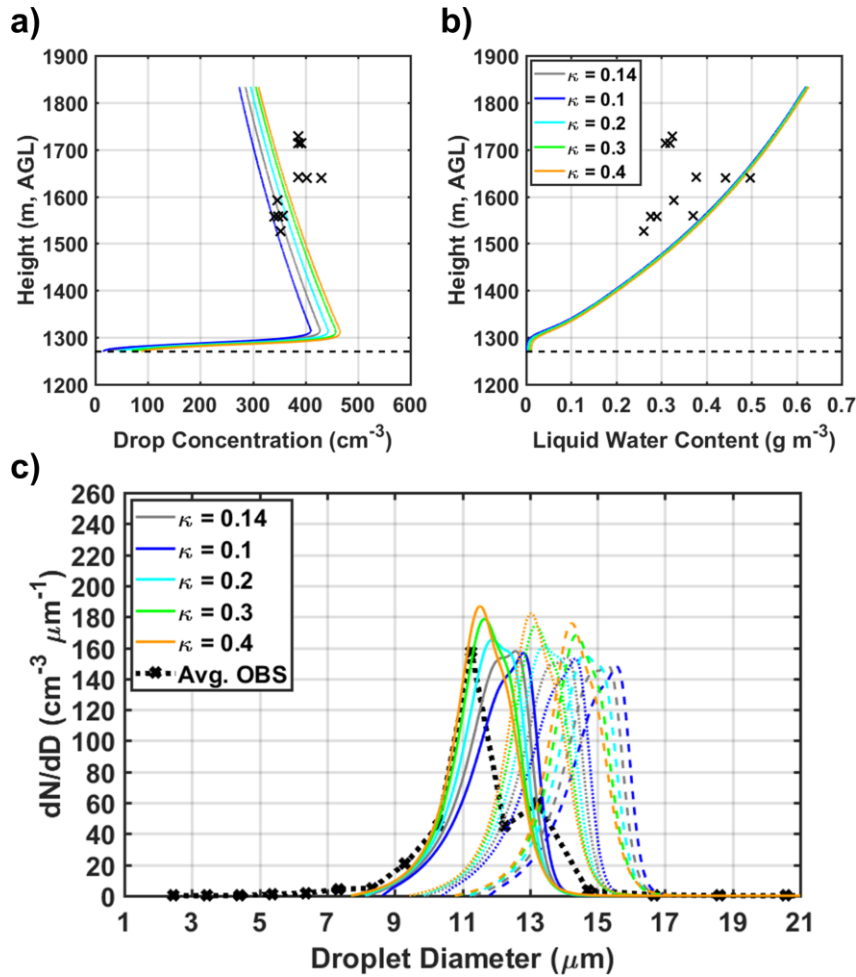 a)
1900
1800
1700
1600
1500
1400
1300
1200
Height (m, AGL)
0 100 200 300 400 500 600
Drop Concentration (cm⁻³)
b)
1900
1800
1700
1600
1500
1400
1300
1200
Height (m, AGL)
κ = 0.14
κ = 0.1
κ = 0.2
κ = 0.3
κ = 0.4
0 0.1 0.2 0.3 0.4 0.5 0.6 0.7
Liquid Water Content (g m⁻³)
c)
260
240
220
200
180
160
140
120
100
80
60
40
20
0
dN/dD (cm⁻³ μm⁻¹)
κ = 0.14
κ = 0.1
κ = 0.2
κ = 0.3
κ = 0.4
Avg. OBS
1 3 5 7 9 11 13 15 17 19 21
Droplet Diameter (μm)